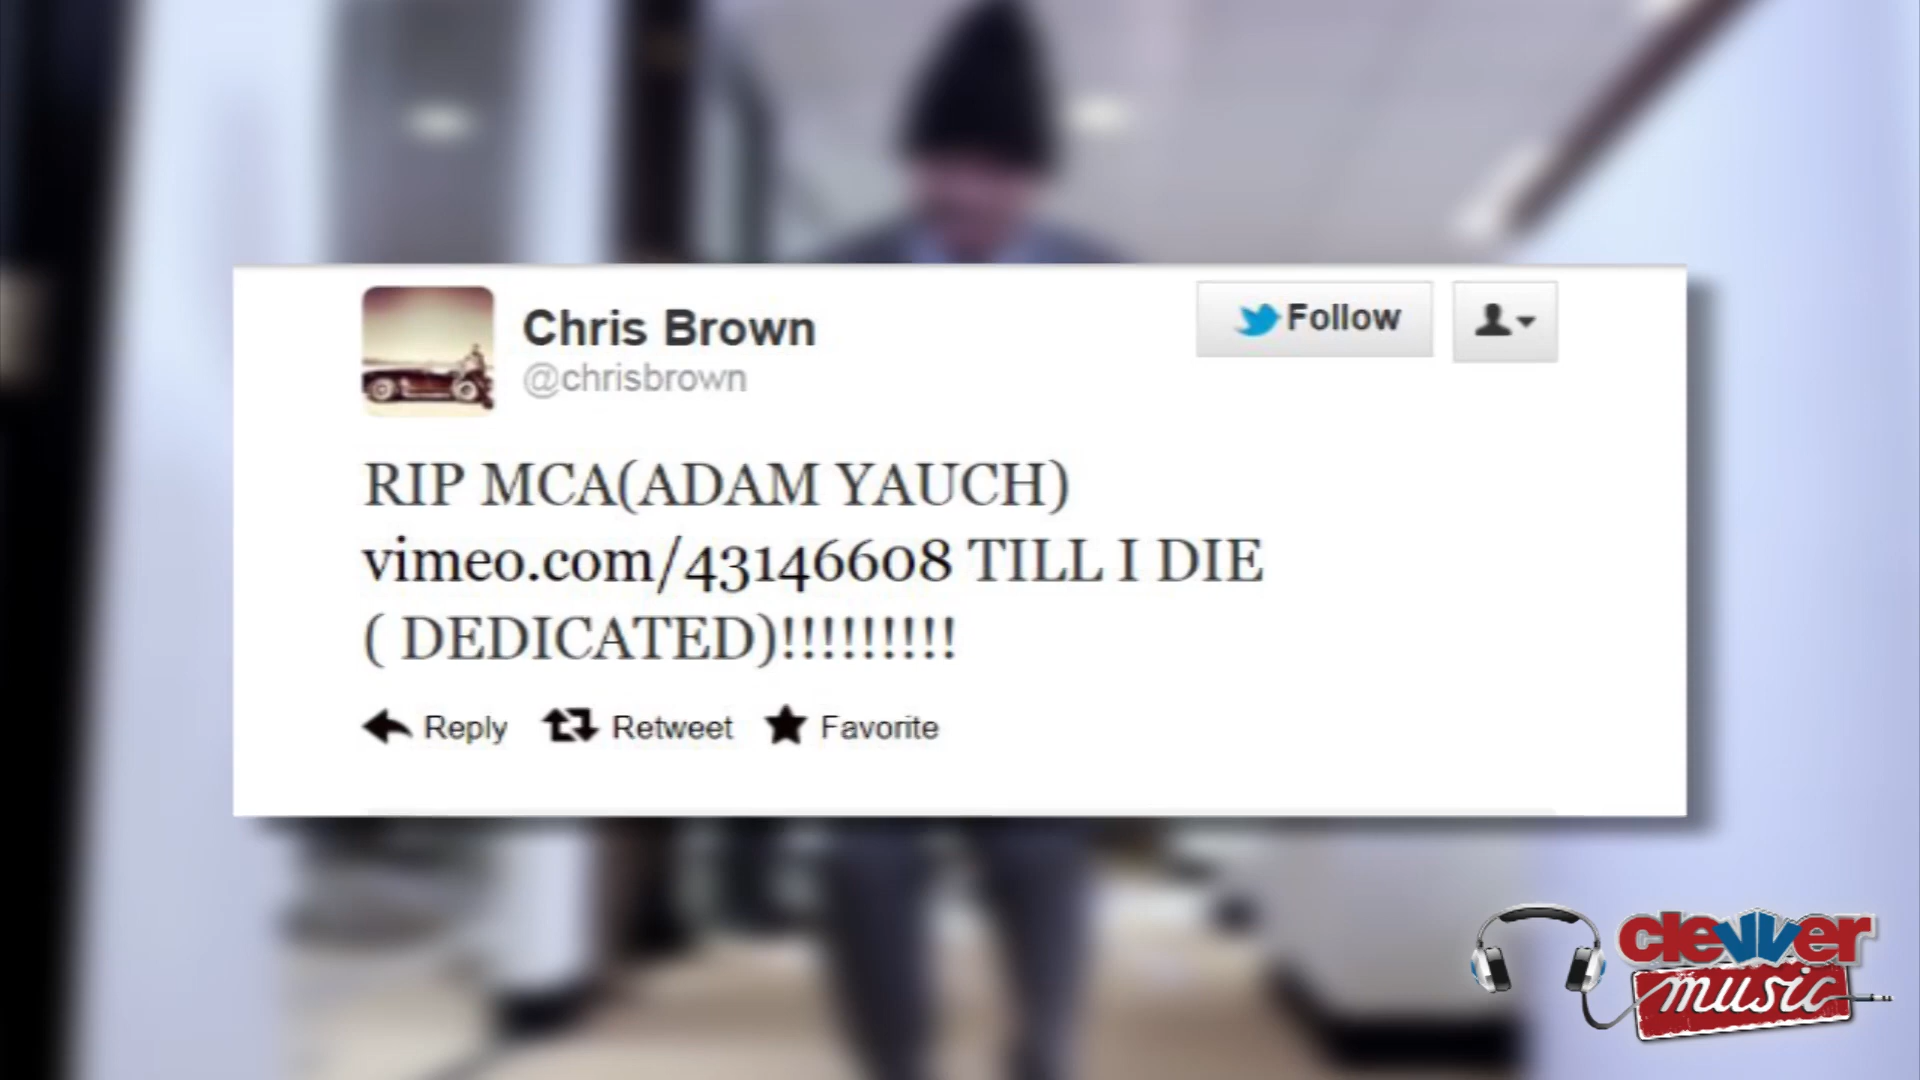 Chris Brown
@chrisbrown
Follow
RIP MCA(ADAM YAUCH)
vimeo.com/43146608 TILL I DIE
( DEDICATED)!!!!!!!!!
Reply Retweet Favorite
clevver
music